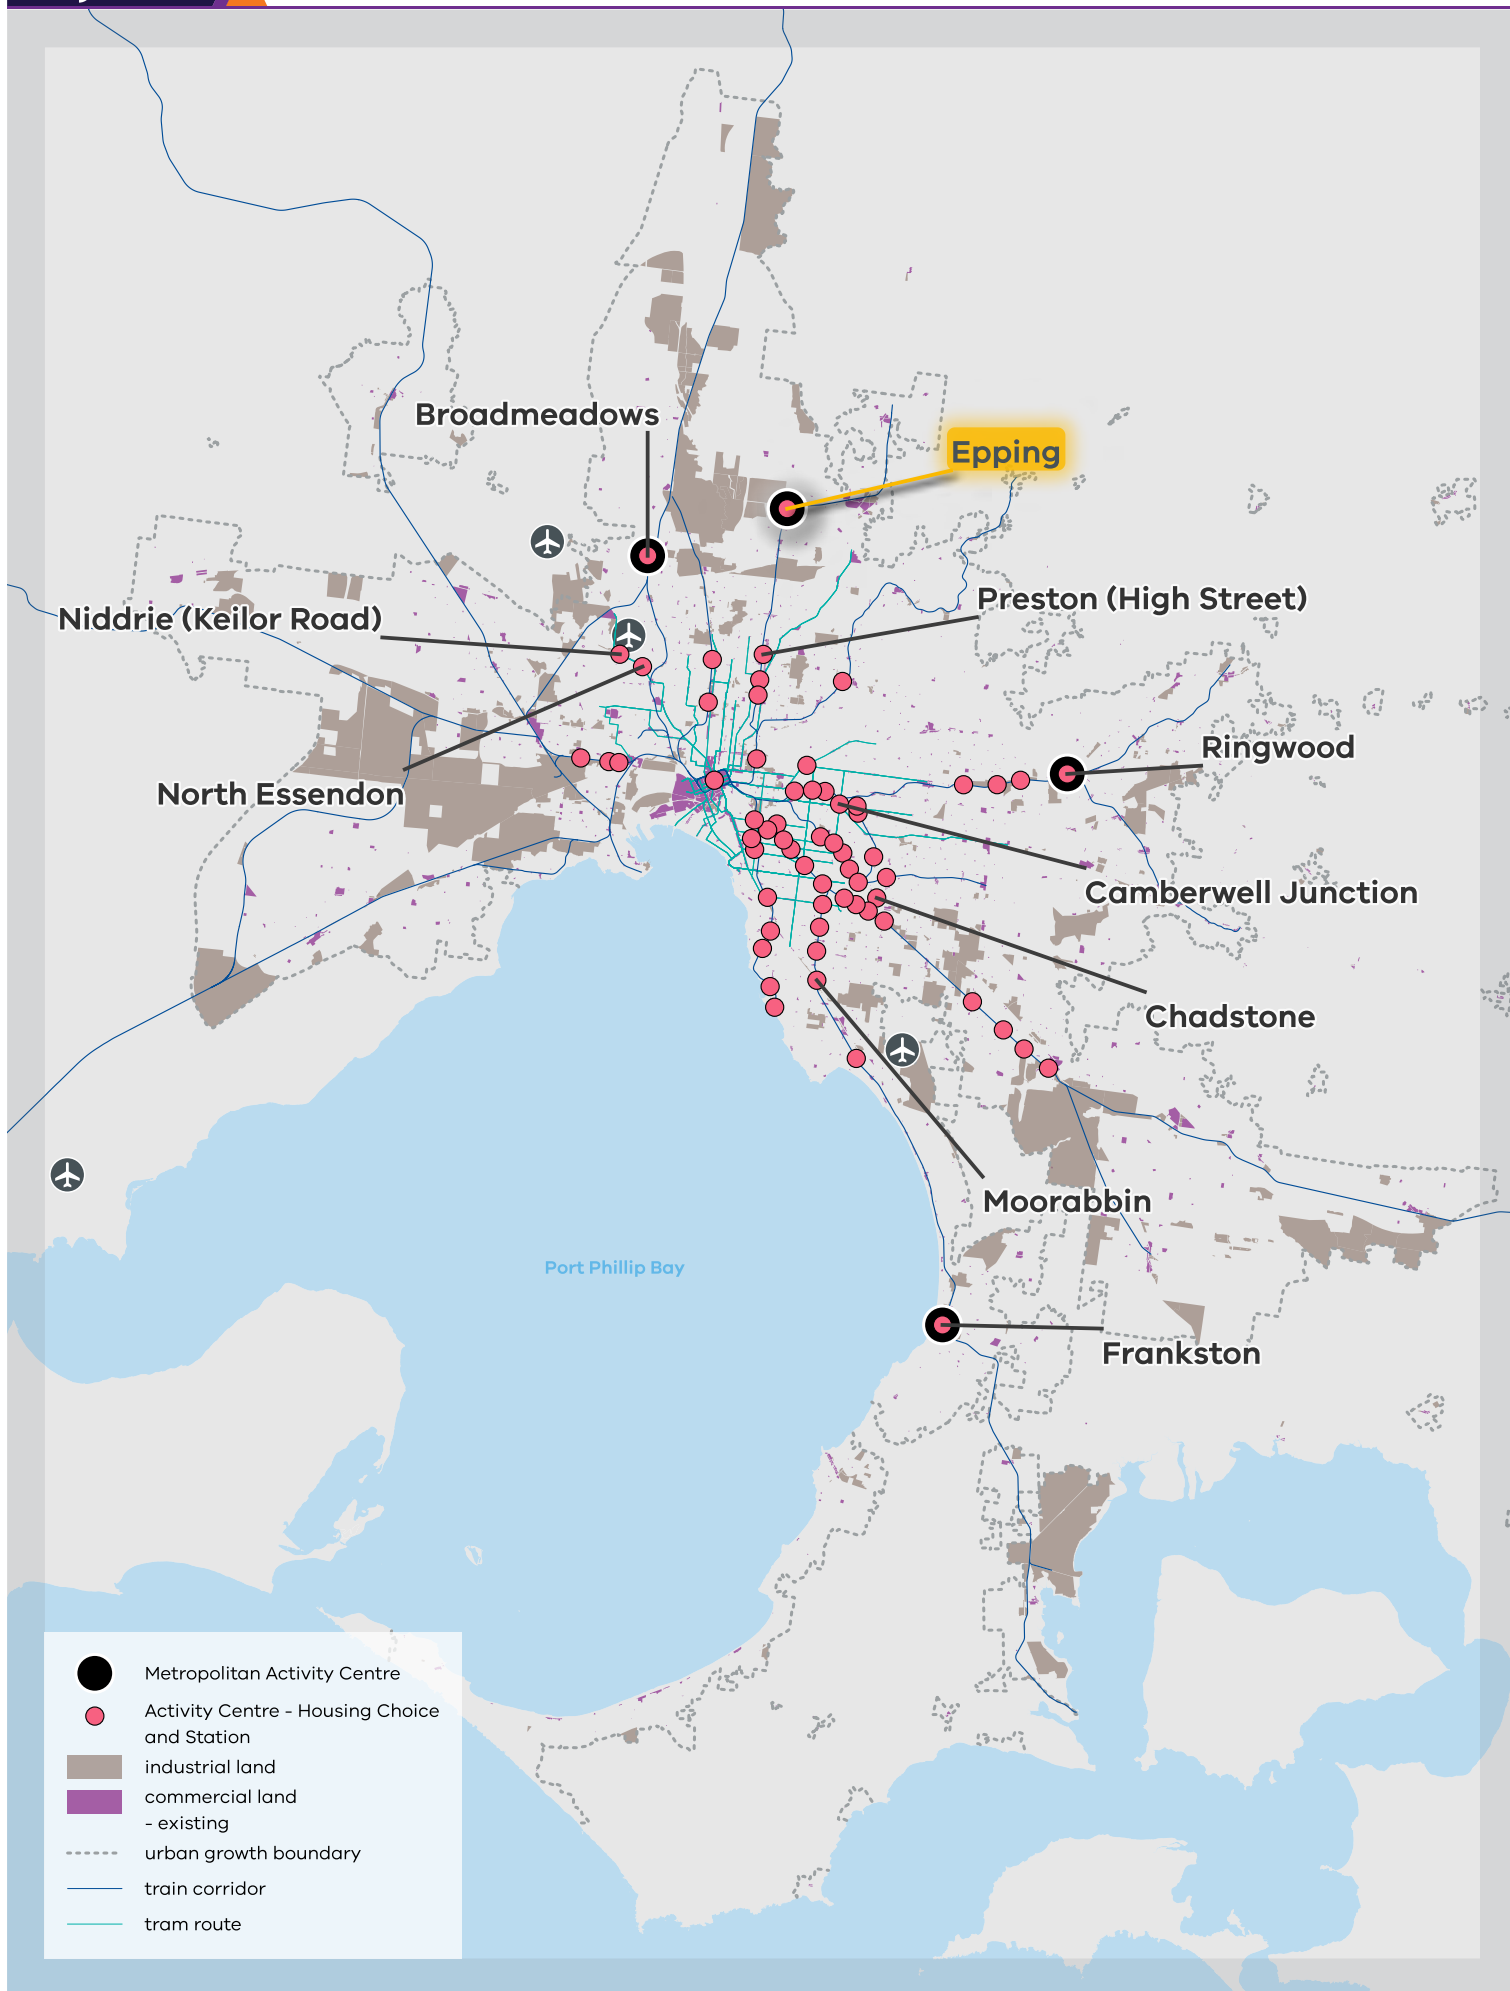 Broadmeadows
Epping
Niddrie (Keilor Road)
Preston (High Street)
Ringwood
North Essendon
Camberwell Junction
Chadstone
Moorabbin
Port Phillip Bay
Frankston
Metropolitan Activity Centre
Activity Centre - Housing Choice
and Station
industrial land
commercial land
- existing
urban growth boundary
train corridor
tram route